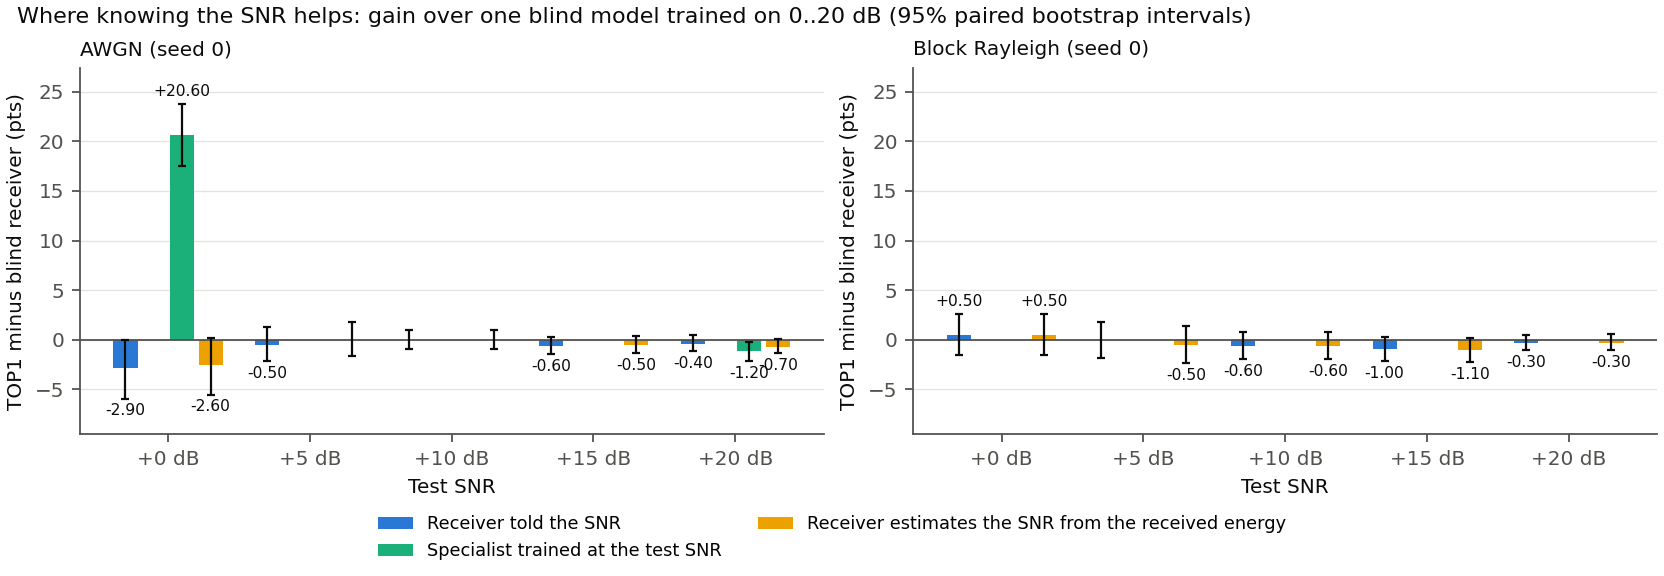 Where knowing the SNR helps: gain over one blind model trained on 0..20 dB (95% paired bootstrap intervals)
AWGN (seed 0)
TOP1 minus blind receiver (pts)
25
20
15
10
5
0
−5
+20.60
-2.90
-2.60
-0.50
-0.60
-0.50
-0.40
-1.20
-0.70
+0 dB
+5 dB
+10 dB
+15 dB
+20 dB
Test SNR
Block Rayleigh (seed 0)
TOP1 minus blind receiver (pts)
25
20
15
10
5
0
−5
+0.50
+0.50
-0.50
-0.60
-0.60
-1.00
-1.10
-0.30
-0.30
+0 dB
+5 dB
+10 dB
+15 dB
+20 dB
Test SNR
Receiver told the SNR
Specialist trained at the test SNR
Receiver estimates the SNR from the received energy